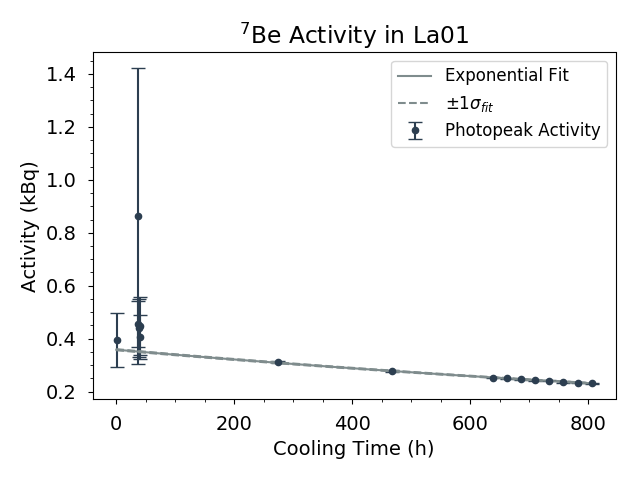 ⁷Be Activity in La01
Exponential Fit
±1σ_fit
Photopeak Activity
Activity (kBq)
1.4
1.2
1.0
0.8
0.6
0.4
0.2
0 200 400 600 800
Cooling Time (h)